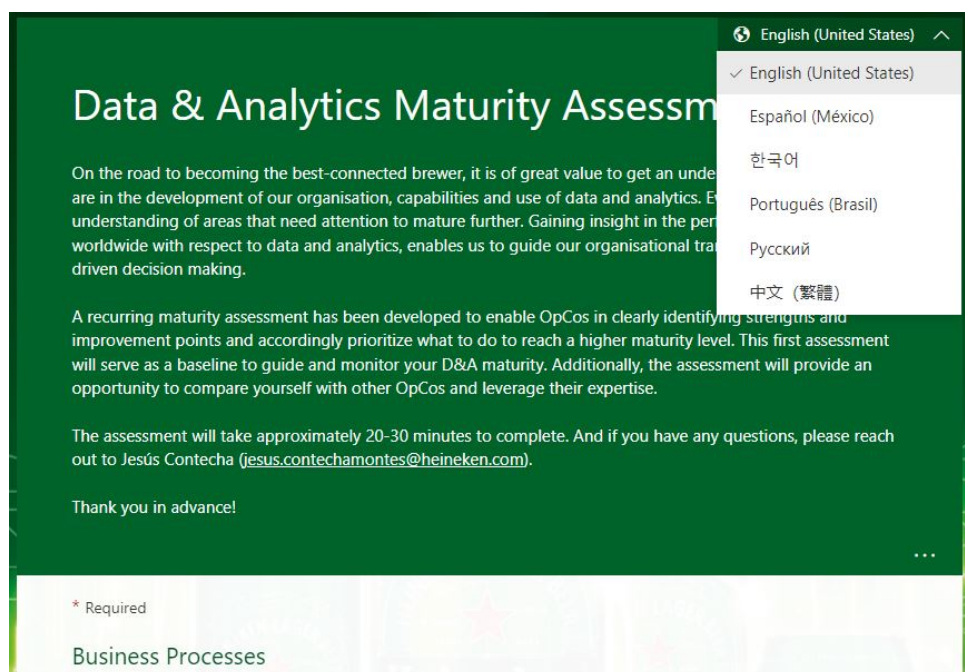 English (United States)
English (United States)
Español (México)
한국어
Português (Brasil)
Русский
中文 (繁體)
Data & Analytics Maturity Assessm
On the road to becoming the best-connected brewer, it is of great value to get an unde
are in the development of our organisation, capabilities and use of data and analytics.
understanding of areas that need attention to mature further. Gaining insight in the
worldwide with respect to data and analytics, enables us to guide our organisational
driven decision making.
A recurring maturity assessment has been developed to enable OpCos in clearly identifying strengths and
improvement points and accordingly prioritize what to do to reach a higher maturity level. This first assessment
will serve as a baseline to guide and monitor your D&A maturity. Additionally, the assessment will provide an
opportunity to compare yourself with other OpCos and leverage their expertise.
The assessment will take approximately 20-30 minutes to complete. And if you have any questions, please reach
out to Jesús Contecha (jesus.contechamontes@heineken.com).
Thank you in advance!
...
* Required
Business Processes